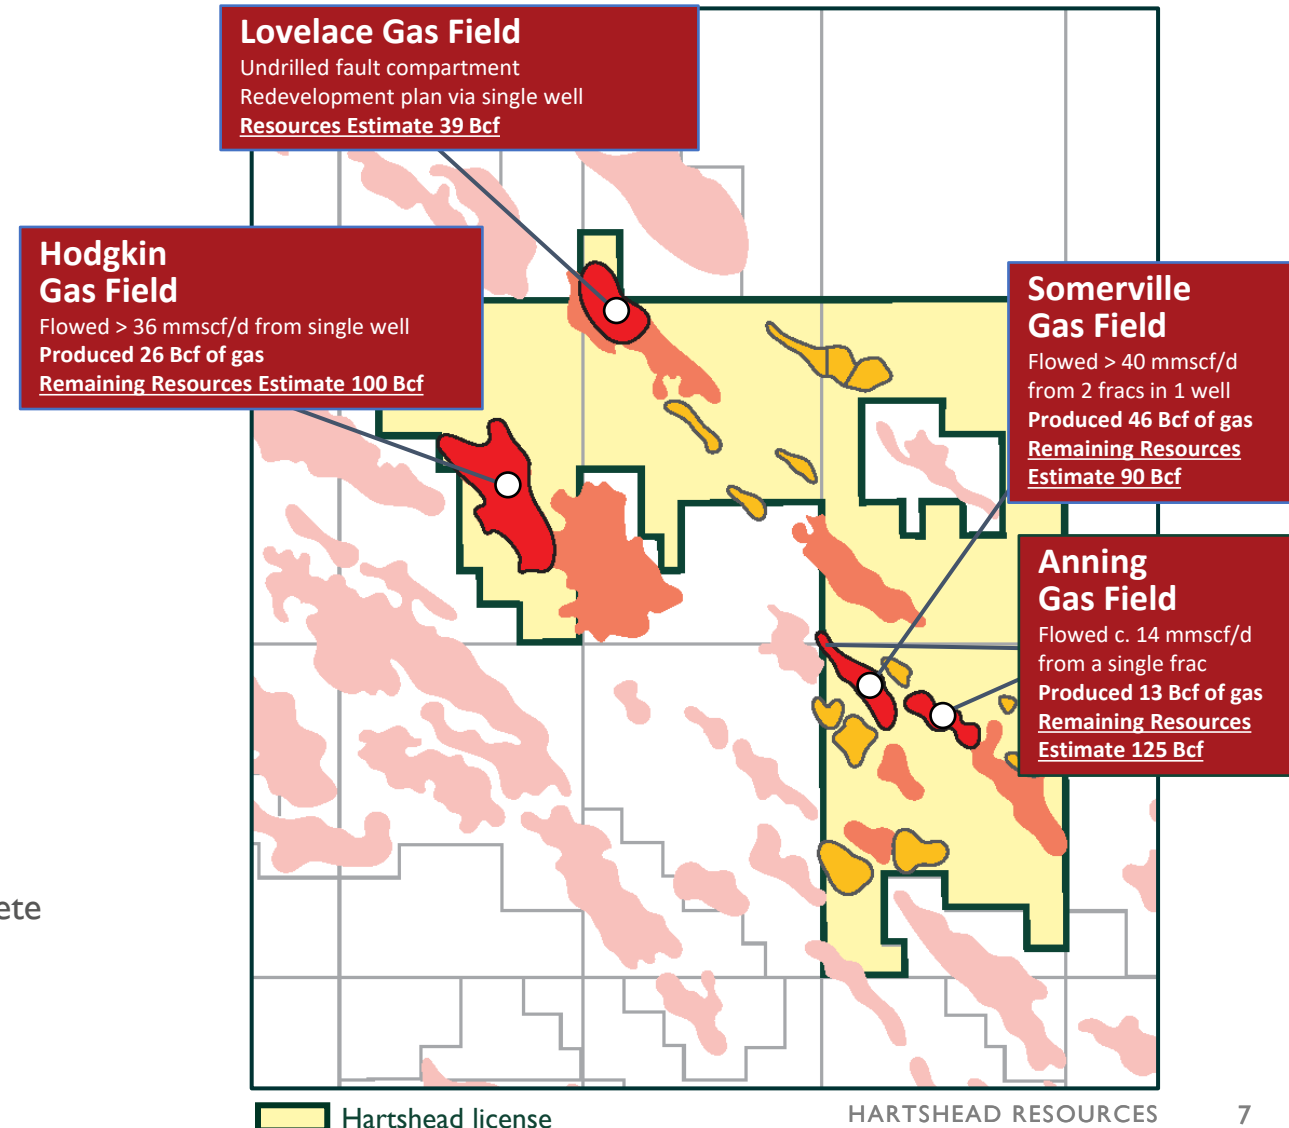 Lovelace Gas Field
Undrilled fault compartment
Redevelopment plan via single well
Resources Estimate 39 Bcf
Hodgkin
Gas Field
Flowed > 36 mmscf/d from single well
Produced 26 Bcf of gas
Remaining Resources Estimate 100 Bcf
Somerville
Gas Field
Flowed > 40 mmscf/d
from 2 fracs in 1 well
Produced 46 Bcf of gas
Remaining Resources
Estimate 90 Bcf
Anning
Gas Field
Flowed c. 14 mmscf/d
from a single frac
Produced 13 Bcf of gas
Remaining Resources
Estimate 125 Bcf
ete
Hartshead license
HARTSHEAD RESOURCES 7